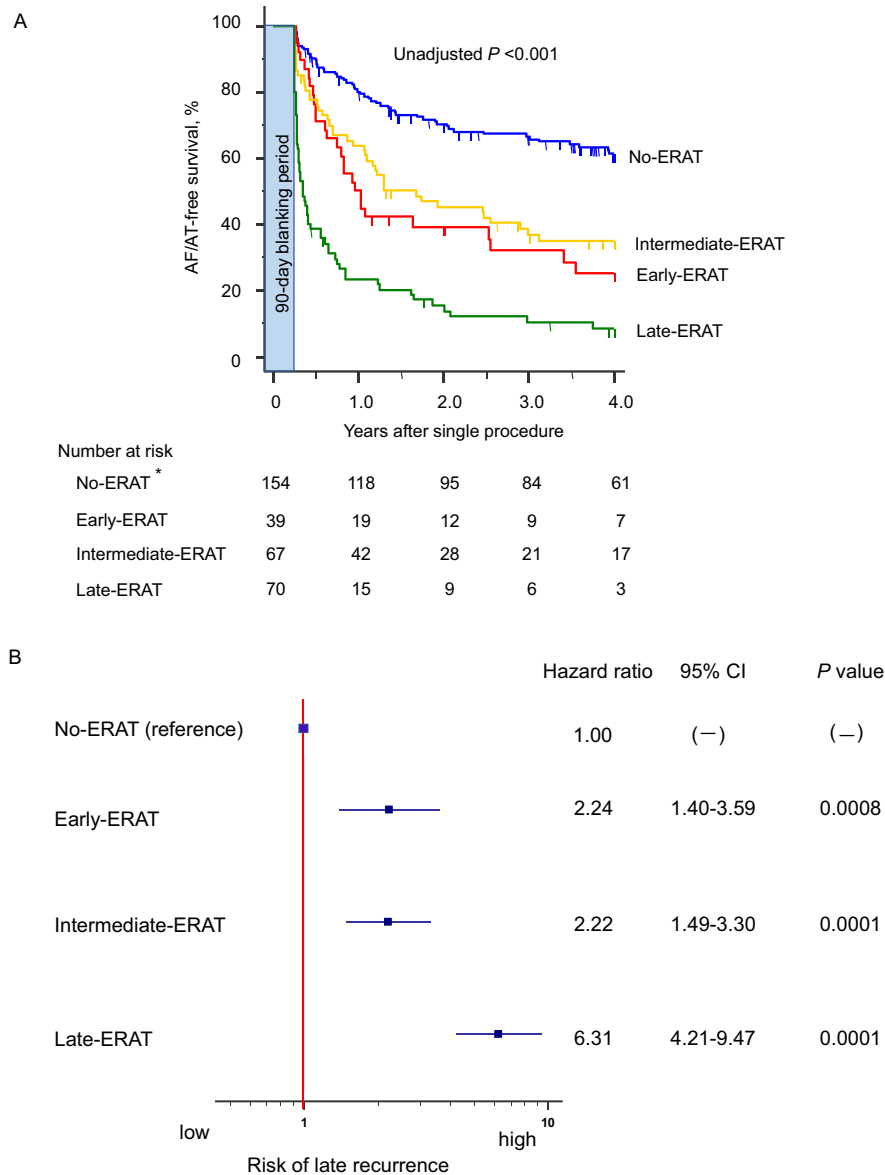 A
100
80
60
40
20
0
AF/AT-free survival, %
90-day blanking period
Unadjusted P <0.001
No-ERAT
Intermediate-ERAT
Early-ERAT
Late-ERAT
0 1.0 2.0 3.0 4.0
Years after single procedure
Number at risk
No-ERAT * 154 118 95 84 61
Early-ERAT 39 19 12 9 7
Intermediate-ERAT 67 42 28 21 17
Late-ERAT 70 15 9 6 3
B
Hazard ratio 95% CI P value
No-ERAT (reference) 1.00 (—) (—)
Early-ERAT 2.24 1.40-3.59 0.0008
Intermediate-ERAT 2.22 1.49-3.30 0.0001
Late-ERAT 6.31 4.21-9.47 0.0001
1 10
low high
Risk of late recurrence